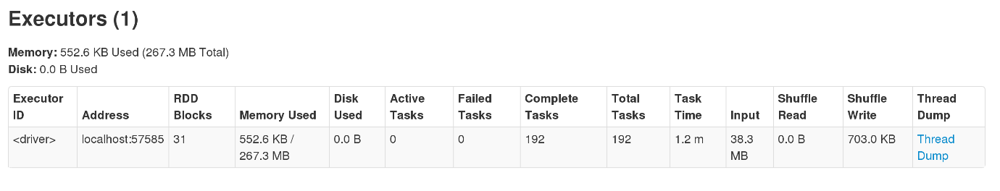 Executors (1)
Memory: 552.6 KB Used (267.3 MB Total)
Disk: 0.0 B Used
Executor ID Address RDD Blocks Memory Used Disk Used Active Tasks Failed Tasks Complete Tasks Total Tasks Task Time Input Shuffle Read Shuffle Write Thread Dump
<driver> localhost:57585 31 552.6 KB / 267.3 MB 0.0 B 0 0 192 192 1.2 m 38.3 MB 0.0 B 703.0 KB Thread Dump